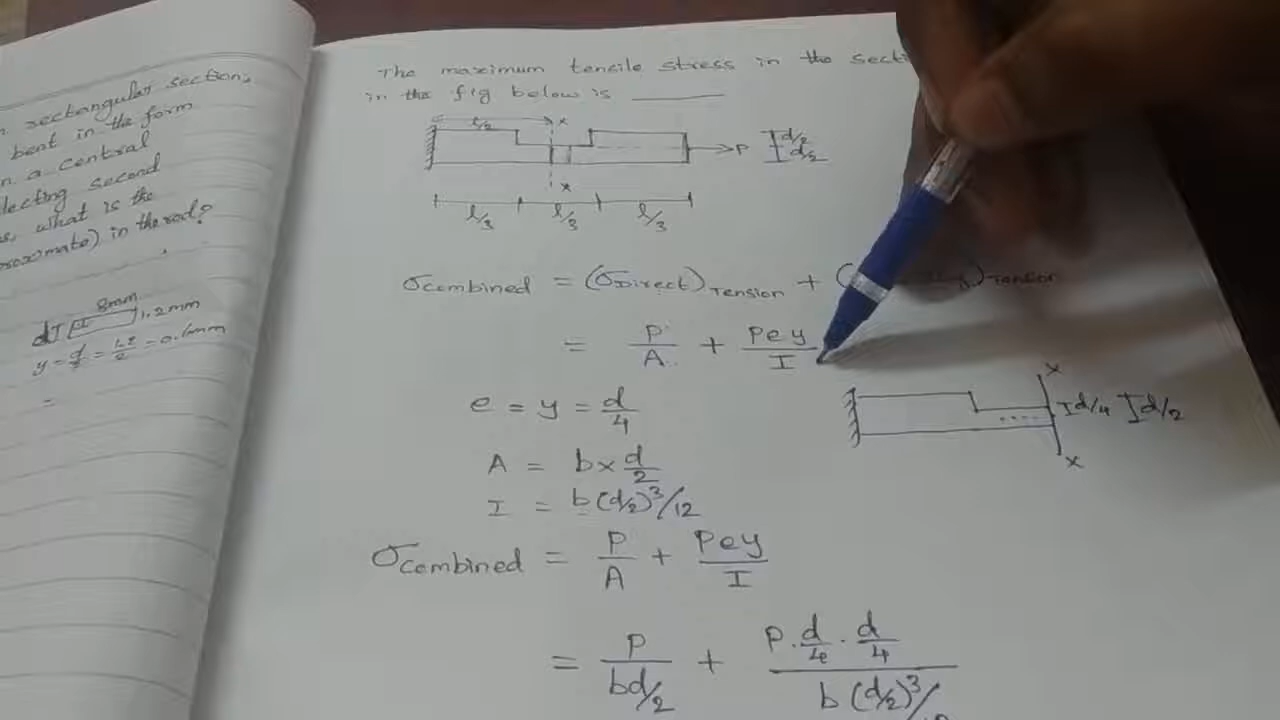 rectangular section,
bent in the form
a central
lecting second
what is the
in the rod?
8mm
d 1.2mm
y = d/2 = 1.2/2 = 0.6mm
=
The maximum tensile stress in the
in the fig below is ______
l/2 x
P d/2
d/2
x
l/3 l/3 l/3
σcombined = (σDirect)Tension + ( )Tension
= P/A + Pey/I
x
d/4 d/2
x
e = y = d/4
A = b × d/2
I = b(d/2)³/12
σcombined = P/A + Pey/I
= P/bd/2 + P.d/4.d/4 / b(d/2)³/